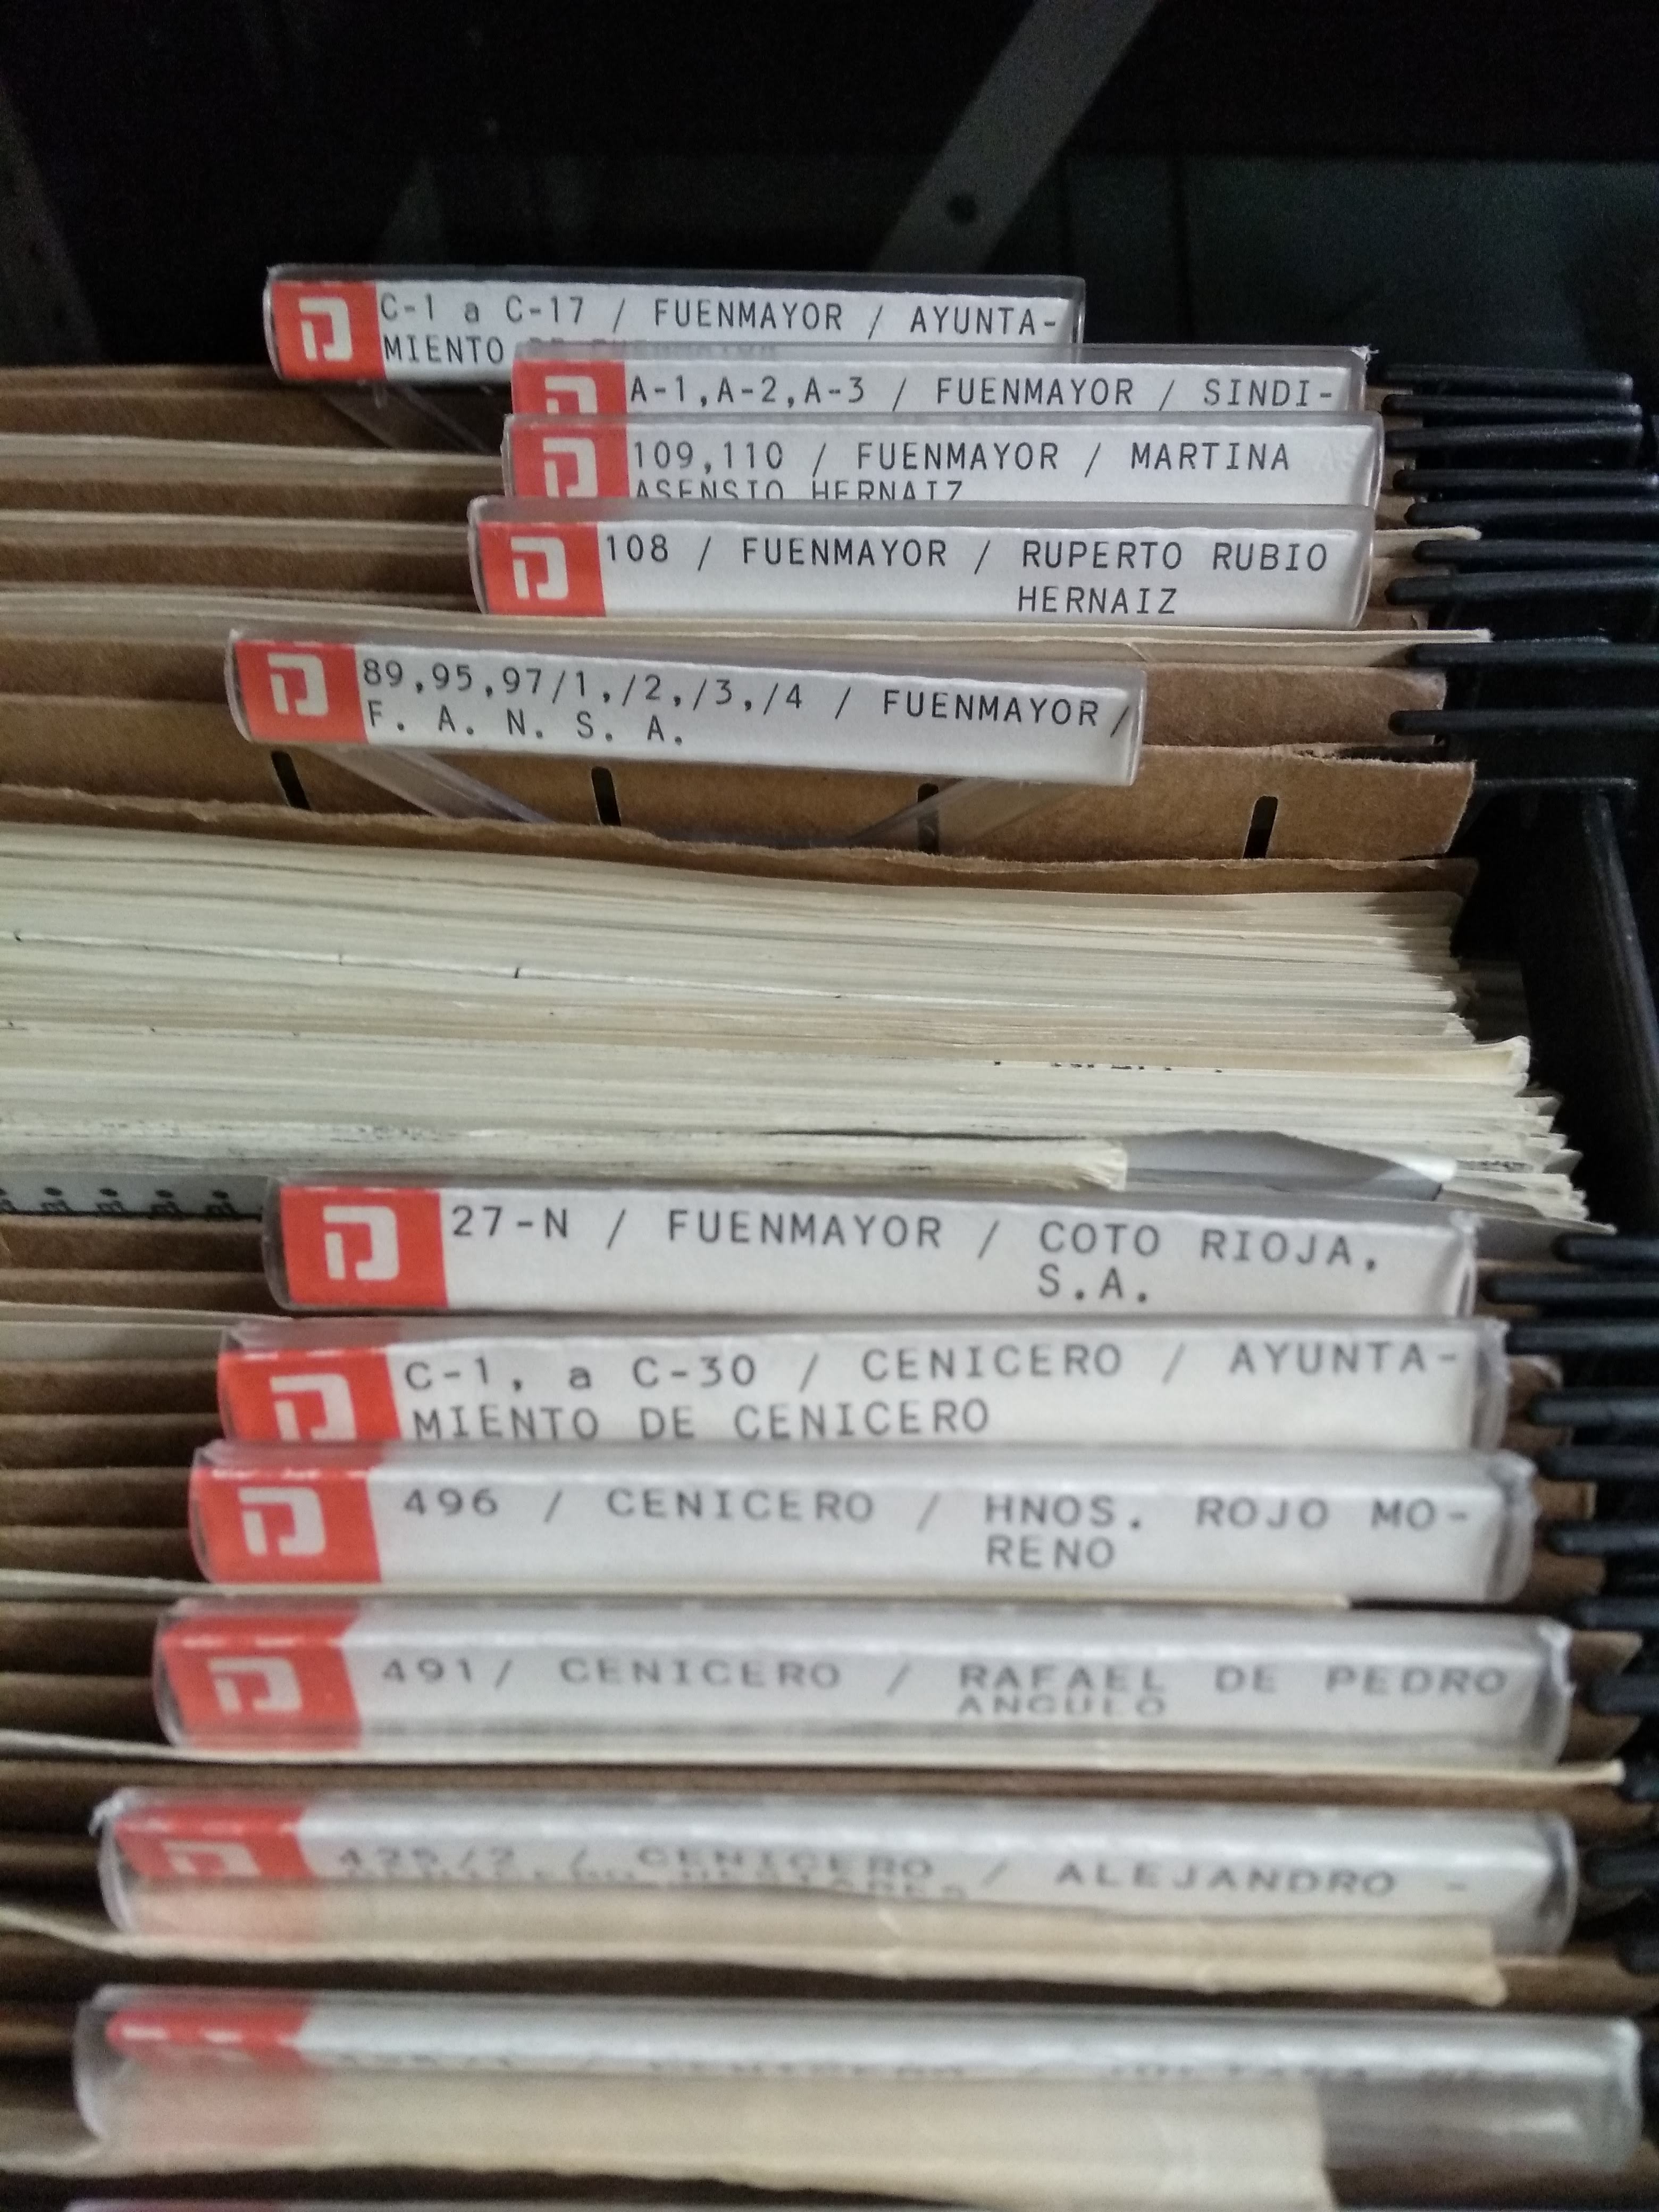 C-1 a C-17 / FUENMAYOR / AYUNTA-
MIENTO
A-1,A-2,A-3 / FUENMAYOR / SINDI-
109,110 / FUENMAYOR / MARTINA
ASENSIO HERNAIZ
108 / FUENMAYOR / RUPERTO RUBIO
HERNAIZ
89,95,97/1,/2,/3,/4 / FUENMAYOR/
F. A. N. S. A.
27-N / FUENMAYOR / COTO RIOJA,
S.A.
C-1, a C-30 / CENICERO / AYUNTA-
MIENTO DE CENICERO
496 / CENICERO / HNOS. ROJO MO-
RENO
491/ CENICERO / RAFAEL DE PEDRO
ANGULO
/ CENICERO / ALEJANDRO -